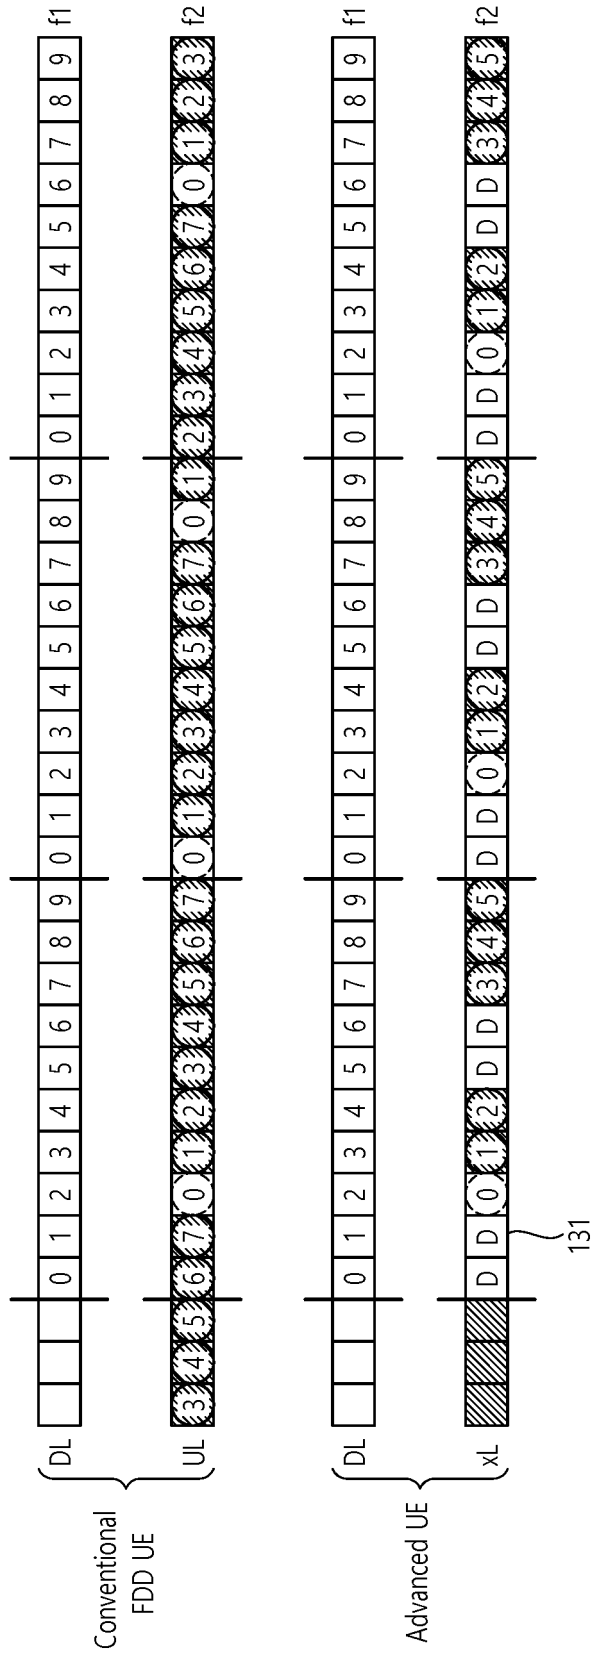 DL 0 1 2 3 4 5 6 7 8 9 0 1 2 3 4 5 6 7 8 9 0 1 2 3 4 5 6 7 8 9 f1
Conventional
FDD UE
UL 3 4 5 6 7 0 1 2 3 4 5 6 7 0 1 2 3 4 5 6 7 0 1 2 3 4 5 6 7 0 1 2 3 f2
DL 0 1 2 3 4 5 6 7 8 9 0 1 2 3 4 5 6 7 8 9 0 1 2 3 4 5 6 7 8 9 f1
Advanced UE
xL D D 0 1 2 D D 3 4 5 D D 0 1 2 D D 3 4 5 D D 0 1 2 D D 3 4 5 f2
131